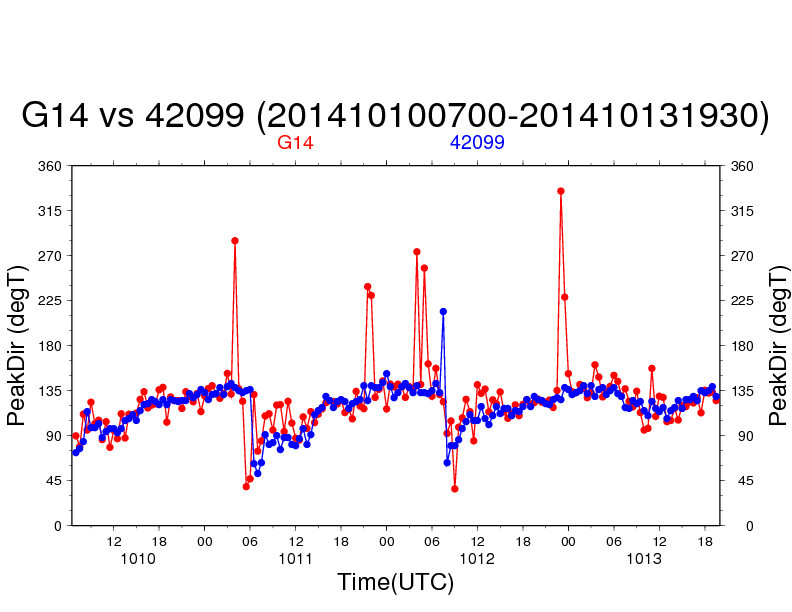 G14 vs 42099 (201410100700-201410131930)
G14 42099
360 360
315 315
270 270
225 225
180 180
135 135
90 90
45 45
0 0
PeakDir (degT)
PeakDir (degT)
12 18 00 06 12 18 00 06 12 18 00 06 12 18
1010 1011 1012 1013
Time(UTC)